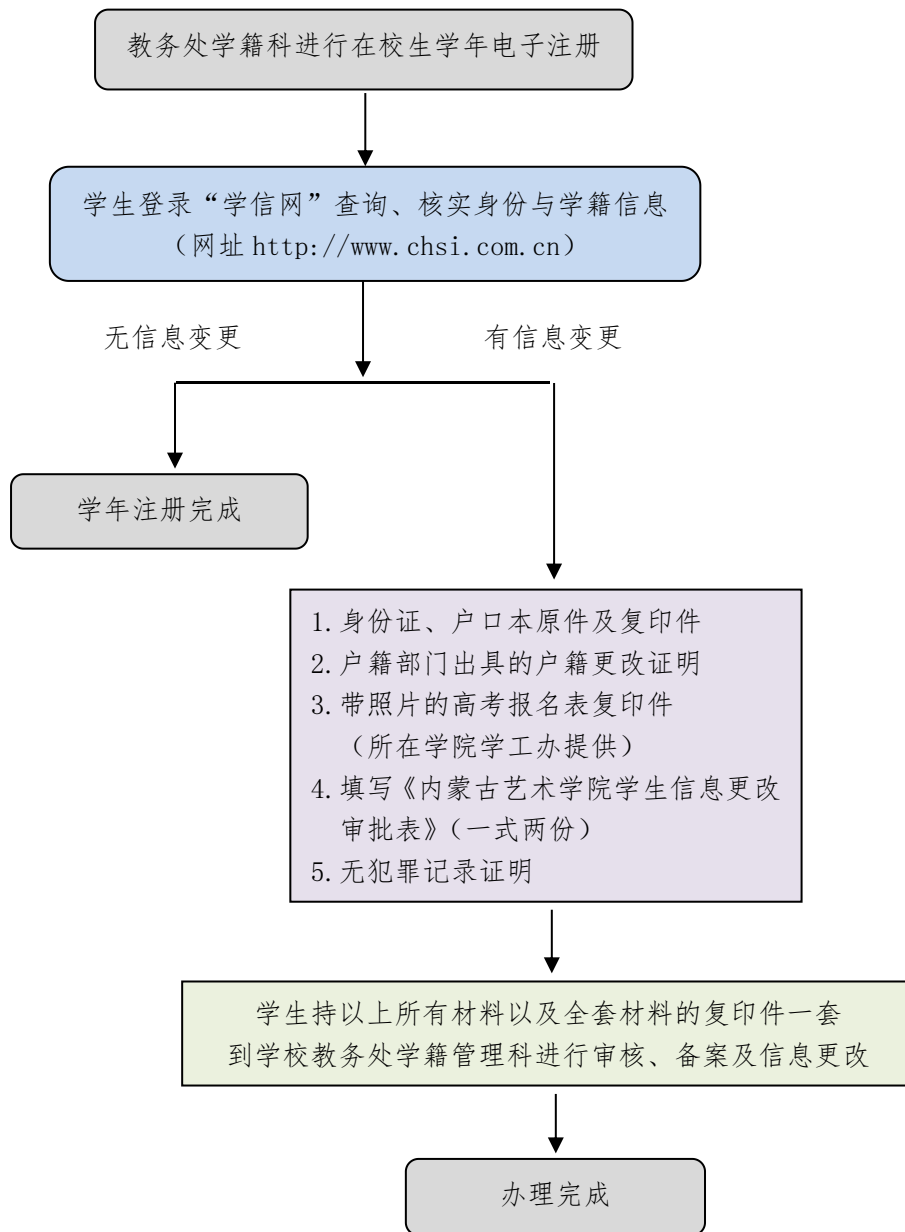 教务处学籍科进行在校生学年电子注册
学生登录“学信网”查询、核实身份与学籍信息
（网址 http://www.chsi.com.cn）
无信息变更
有信息变更
学年注册完成
1.身份证、户口本原件及复印件
2.户籍部门出具的户籍更改证明
3.带照片的高考报名表复印件
（所在学院学工办提供）
4.填写《内蒙古艺术学院学生信息更改
审批表》（一式两份）
5.无犯罪记录证明
学生持以上所有材料以及全套材料的复印件一套
到学校教务处学籍管理科进行审核、备案及信息更改
办理完成